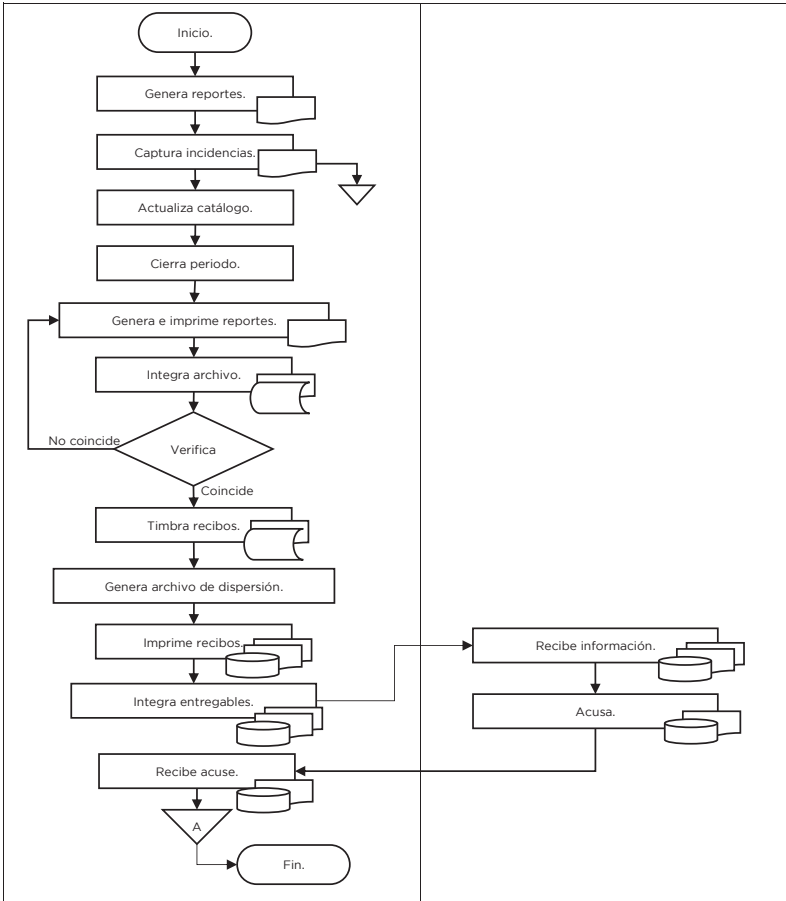 Inicio.
Genera reportes.
Captura incidencias.
Actualiza catálogo.
Cierra periodo.
Genera e imprime reportes.
Integra archivo.
No coincide
Verifica
Coincide
Timbra recibos.
Genera archivo de dispersión.
Imprime recibos.
Recibe información.
Integra entregables.
Acusa.
Recibe acuse.
A
Fin.